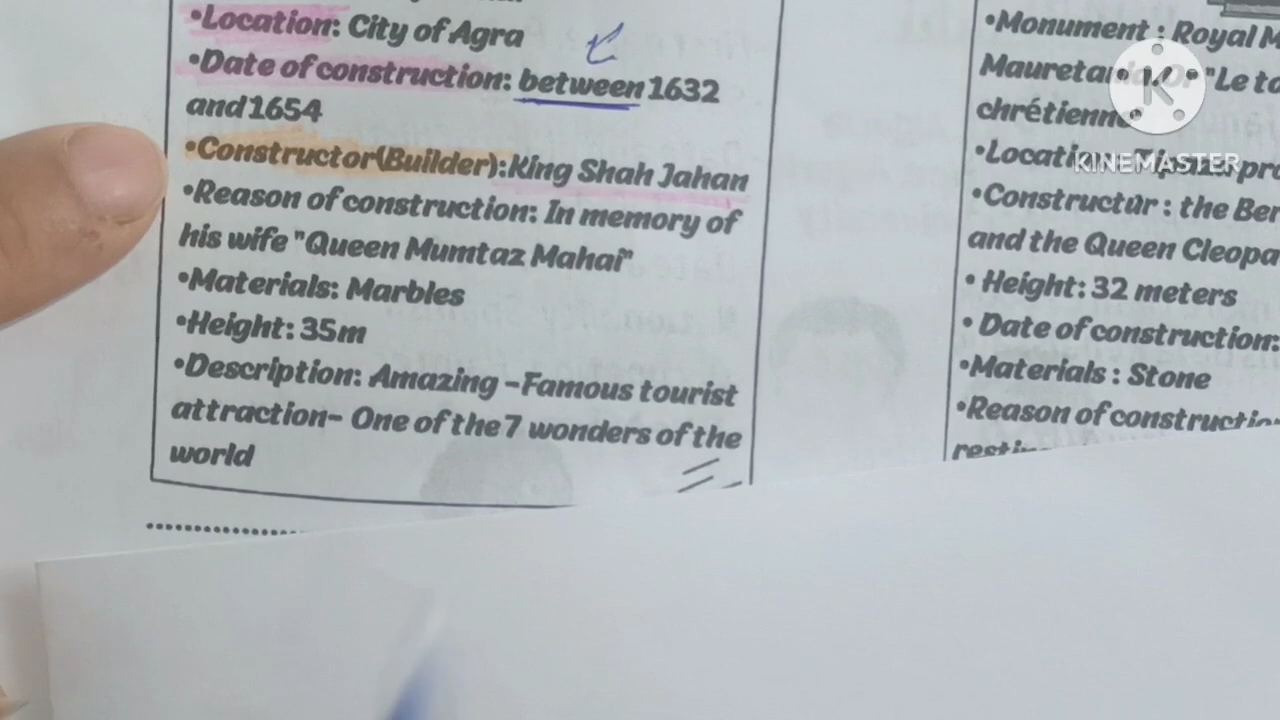 •Location: City of Agra
•Date of construction: between 1632
and 1654
•Constructor(Builder):King Shah Jahan
•Reason of construction: In memory of
his wife "Queen Mumtaz Mahal"
•Materials: Marbles
•Height: 35m
•Description: Amazing -Famous tourist
attraction- One of the 7 wonders of the
world
•Monument : Royal M
"Le to
chrétienne"
•Location: pro
•Constructur : the Ber
and the Queen Cleopa
• Height: 32 meters
• Date of construction:
•Materials : Stone
•Reason of constructio
K
KINEMASTER